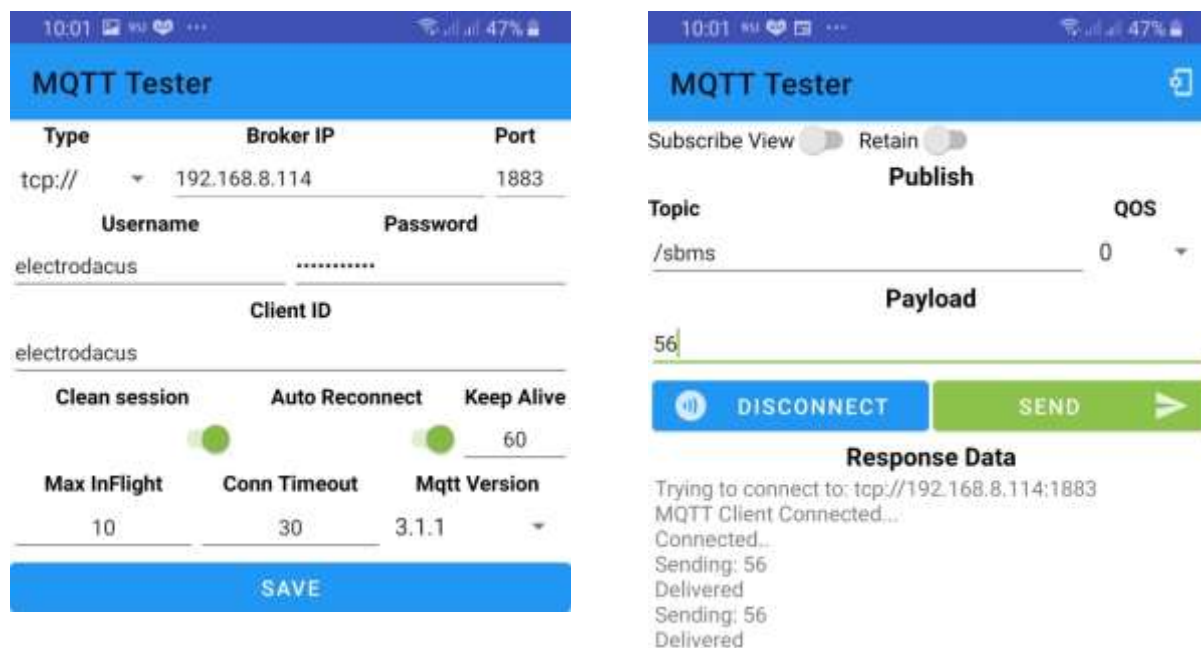 10:01 ... 47%
MQTT Tester
Type Broker IP Port
tcp:// 192.168.8.114 1883
Username Password
electrodacus •••••••••••
Client ID
electrodacus
Clean session Auto Reconnect Keep Alive
60
Max InFlight Conn Timeout Mqtt Version
10 30 3.1.1
SAVE
10:01 ... 47%
MQTT Tester
Subscribe View Retain
Publish
Topic QOS
/sbms 0
Payload
56
DISCONNECT SEND
Response Data
Trying to connect to: tcp://192.168.8.114:1883
MQTT Client Connected...
Connected..
Sending: 56
Delivered
Sending: 56
Delivered